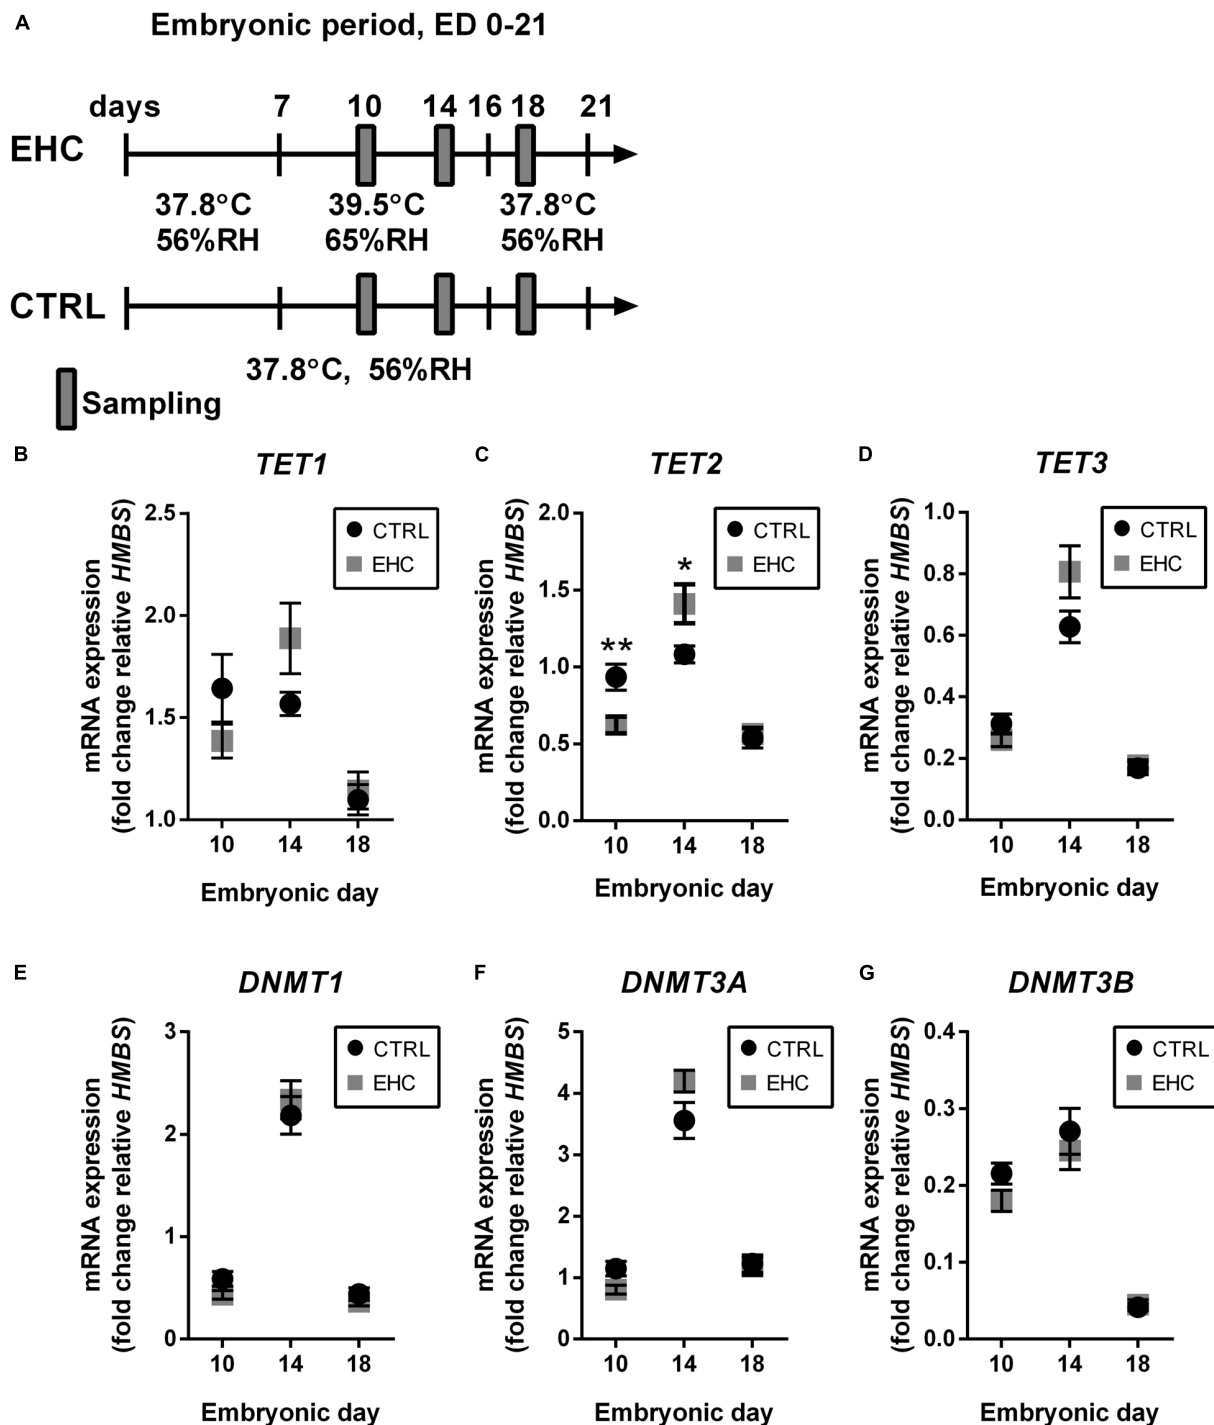 A
Embryonic period, ED 0-21
days 7 10 14 16 18 21
EHC
37.8°C 39.5°C 37.8°C
56%RH 65%RH 56%RH
CTRL
37.8°C, 56%RH
Sampling
B
TET1
mRNA expression
(fold change relative HMBS)
2.5
2.0
1.5
1.0
CTRL
EHC
10 14 18
Embryonic day
C
TET2
mRNA expression
(fold change relative HMBS)
2.0
1.5
1.0
0.5
0.0
**
*
CTRL
EHC
10 14 18
Embryonic day
D
TET3
mRNA expression
(fold change relative HMBS)
1.0
0.8
0.6
0.4
0.2
0.0
CTRL
EHC
10 14 18
Embryonic day
E
DNMT1
mRNA expression
(fold change relative HMBS)
3
2
1
0
CTRL
EHC
10 14 18
Embryonic day
F
DNMT3A
mRNA expression
(fold change relative HMBS)
5
4
3
2
1
0
CTRL
EHC
10 14 18
Embryonic day
G
DNMT3B
mRNA expression
(fold change relative HMBS)
0.4
0.3
0.2
0.1
0.0
CTRL
EHC
10 14 18
Embryonic day